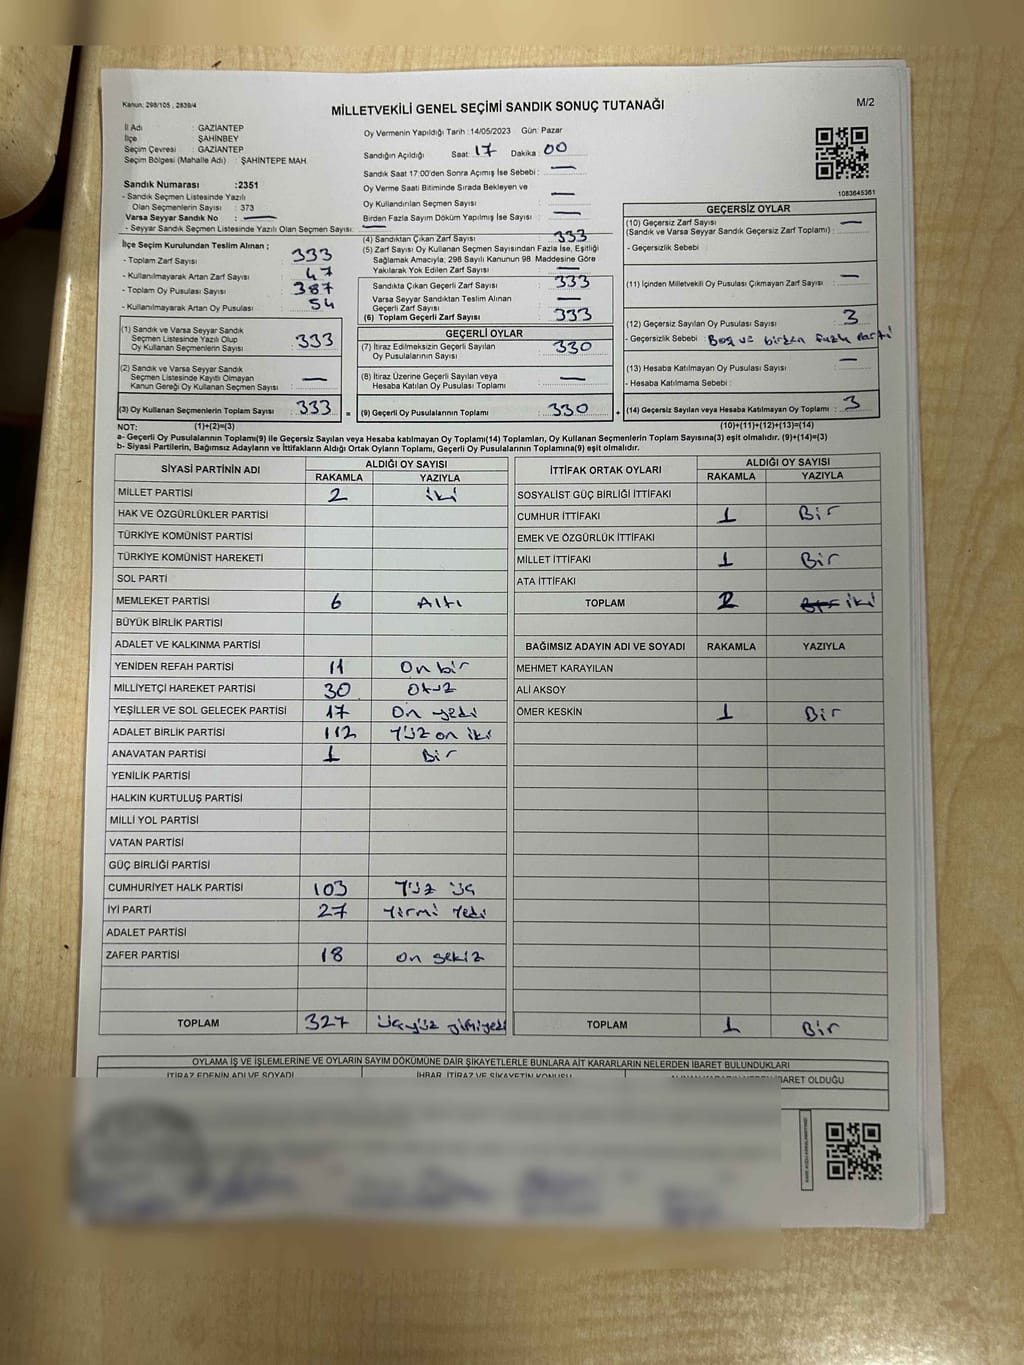 Kanun: 298/105 , 2839/4
MİLLETVEKİLİ GENEL SEÇİMİ SANDIK SONUÇ TUTANAĞI
M/2
İl Adı : GAZİANTEP
İlçe : ŞAHİNBEY
Seçim Çevresi : GAZİANTEP
Seçim Bölgesi (Mahalle Adı) : ŞAHİNTEPE MAH
Oy Vermenin Yapıldığı Tarih :14/05/2023 Gün: Pazar
Sandığın Açıldığı Saat: 17 Dakika : 00
Sandık Saat 17:00'den Sonra Açımış İse Sebebi : —
Oy Verme Saati Bitiminde Sırada Bekleyen ve
Oy Kullandırılan Seçmen Sayısı : —
Birden Fazla Sayım Döküm Yapılmış İse Sayısı : —
1083645361
Sandık Numarası :2351
- Sandık Seçmen Listesinde Yazılı
Olan Seçmenlerin Sayısı : 373
Varsa Seyyar Sandık No : —
- Seyyar Sandık Seçmen Listesinde Yazılı Olan Seçmen Sayısı: —
İlçe Seçim Kurulundan Teslim Alınan ;
- Toplam Zarf Sayısı : 333
- Kullanılmayarak Artan Zarf Sayısı : 47
- Toplam Oy Pusulası Sayısı : 387
- Kullanılmayarak Artan Oy Pusulası : 54
(1) Sandık ve Varsa Seyyar Sandık
Seçmen Listesinde Yazılı Olup
Oy Kullanan Seçmenlerin Sayısı : 333
(2) Sandık ve Varsa Seyyar Sandık
Seçmen Listesinde Kayıtlı Olmayan
Kanun Gereği Oy Kullanan Seçmen Sayısı : —
(3) Oy Kullanan Seçmenlerin Toplam Sayısı : 333 =
(4) Sandıktan Çıkan Zarf Sayısı : 333
(5) Zarf Sayısı Oy Kullanan Seçmen Sayısından Fazla İse, Eşitliği
Sağlamak Amacıyla; 298 Sayılı Kanunun 98. Maddesine Göre
Yakılarak Yok Edilen Zarf Sayısı : —
Sandıkta Çıkan Geçerli Zarf Sayısı : 333
Varsa Seyyar Sandıktan Teslim Alınan
Geçerli Zarf Sayısı : —
(6) Toplam Geçerli Zarf Sayısı : 333
GEÇERLİ OYLAR
(7) İtiraz Edilmeksizin Geçerli Sayılan
Oy Pusulalarının Sayısı : 330
(8) İtiraz Üzerine Geçerli Sayılan veya
Hesaba Katılan Oy Pusulası Toplamı : —
(9) Geçerli Oy Pusulalarının Toplamı : 330 +
GEÇERSİZ OYLAR
(10) Geçersiz Zarf Sayısı : —
(Sandık ve Varsa Seyyar Sandık Geçersiz Zarf Toplamı) :
- Geçersizlik Sebebi :
(11) İçinden Milletvekili Oy Pusulası Çıkmayan Zarf Sayısı : —
(12) Geçersiz Sayılan Oy Pusulası Sayısı : 3
- Geçersizlik Sebebi : Boş ve birden fazla parti
(13) Hesaba Katılmayan Oy Pusulası Sayısı : —
- Hesaba Katılmama Sebebi :
(14) Geçersiz Sayılan veya Hesaba Katılmayan Oy Toplamı : 3
NOT: (1)+(2)=(3) (10)+(11)+(12)+(13)=(14)
a- Geçerli Oy Pusulalarının Toplamı(9) ile Geçersiz Sayılan veya Hesaba katılmayan Oy Toplamı(14) Toplamları, Oy Kullanan Seçmenlerin Toplam Sayısına(3) eşit olmalıdır. (9)+(14)=(3)
b- Siyasi Partilerin, Bağımsız Adayların ve İttifakların Aldığı Ortak Oyların Toplamı, Geçerli Oy Pusulalarının Toplamına(9) eşit olmalıdır.
SİYASİ PARTİNİN ADI ALDIĞI OY SAYISI
RAKAMLA YAZIYLA
MİLLET PARTİSİ 2 iki
HAK VE ÖZGÜRLÜKLER PARTİSİ
TÜRKİYE KOMÜNİST PARTİSİ
TÜRKİYE KOMÜNİST HAREKETİ
SOL PARTİ
MEMLEKET PARTİSİ 6 Altı
BÜYÜK BİRLİK PARTİSİ
ADALET VE KALKINMA PARTİSİ
YENİDEN REFAH PARTİSİ 11 On bir
MİLLİYETÇİ HAREKET PARTİSİ 30 Otuz
YEŞİLLER VE SOL GELECEK PARTİSİ 17 On yedi
ADALET BİRLİK PARTİSİ 112 Yüz on iki
ANAVATAN PARTİSİ 1 Bir
YENİLİK PARTİSİ
HALKIN KURTULUŞ PARTİSİ
MİLLİ YOL PARTİSİ
VATAN PARTİSİ
GÜÇ BİRLİĞİ PARTİSİ
CUMHURİYET HALK PARTİSİ 103 Yüz üç
İYİ PARTİ 27 Yirmi Yedi
ADALET PARTİSİ
ZAFER PARTİSİ 18 on sekiz
TOPLAM 327 üçyüz yirmiyedi
İTTİFAK ORTAK OYLARI ALDIĞI OY SAYISI
RAKAMLA YAZIYLA
SOSYALİST GÜÇ BİRLİĞİ İTTİFAKI
CUMHUR İTTİFAKI 1 Bir
EMEK VE ÖZGÜRLÜK İTTİFAKI
MİLLET İTTİFAKI 1 Bir
ATA İTTİFAKI
TOPLAM 2 iki
BAĞIMSIZ ADAYIN ADI VE SOYADI RAKAMLA YAZIYLA
MEHMET KARAYILAN
ALİ AKSOY
ÖMER KESKİN 1 Bir
TOPLAM 1 Bir
OYLAMA İŞ VE İŞLEMLERİNE VE OYLARIN SAYIM DÖKÜMÜNE DAİR ŞİKAYETLERLE BUNLARA AİT KARARLARIN NELERDEN İBARET BULUNDUKLARI
İTİRAZ EDENİN ADI VE SOYADI İHBAR, İTİRAZ VE ŞİKAYETİN KONUSU İBARET OLDUĞU